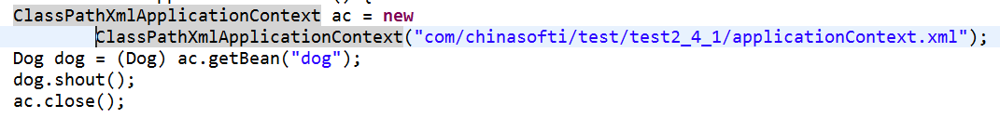 ClassPathXmlApplicationContext ac = new
ClassPathXmlApplicationContext("com/chinasofti/test/test2_4_1/applicationContext.xml");
Dog dog = (Dog) ac.getBean("dog");
dog.shout();
ac.close();